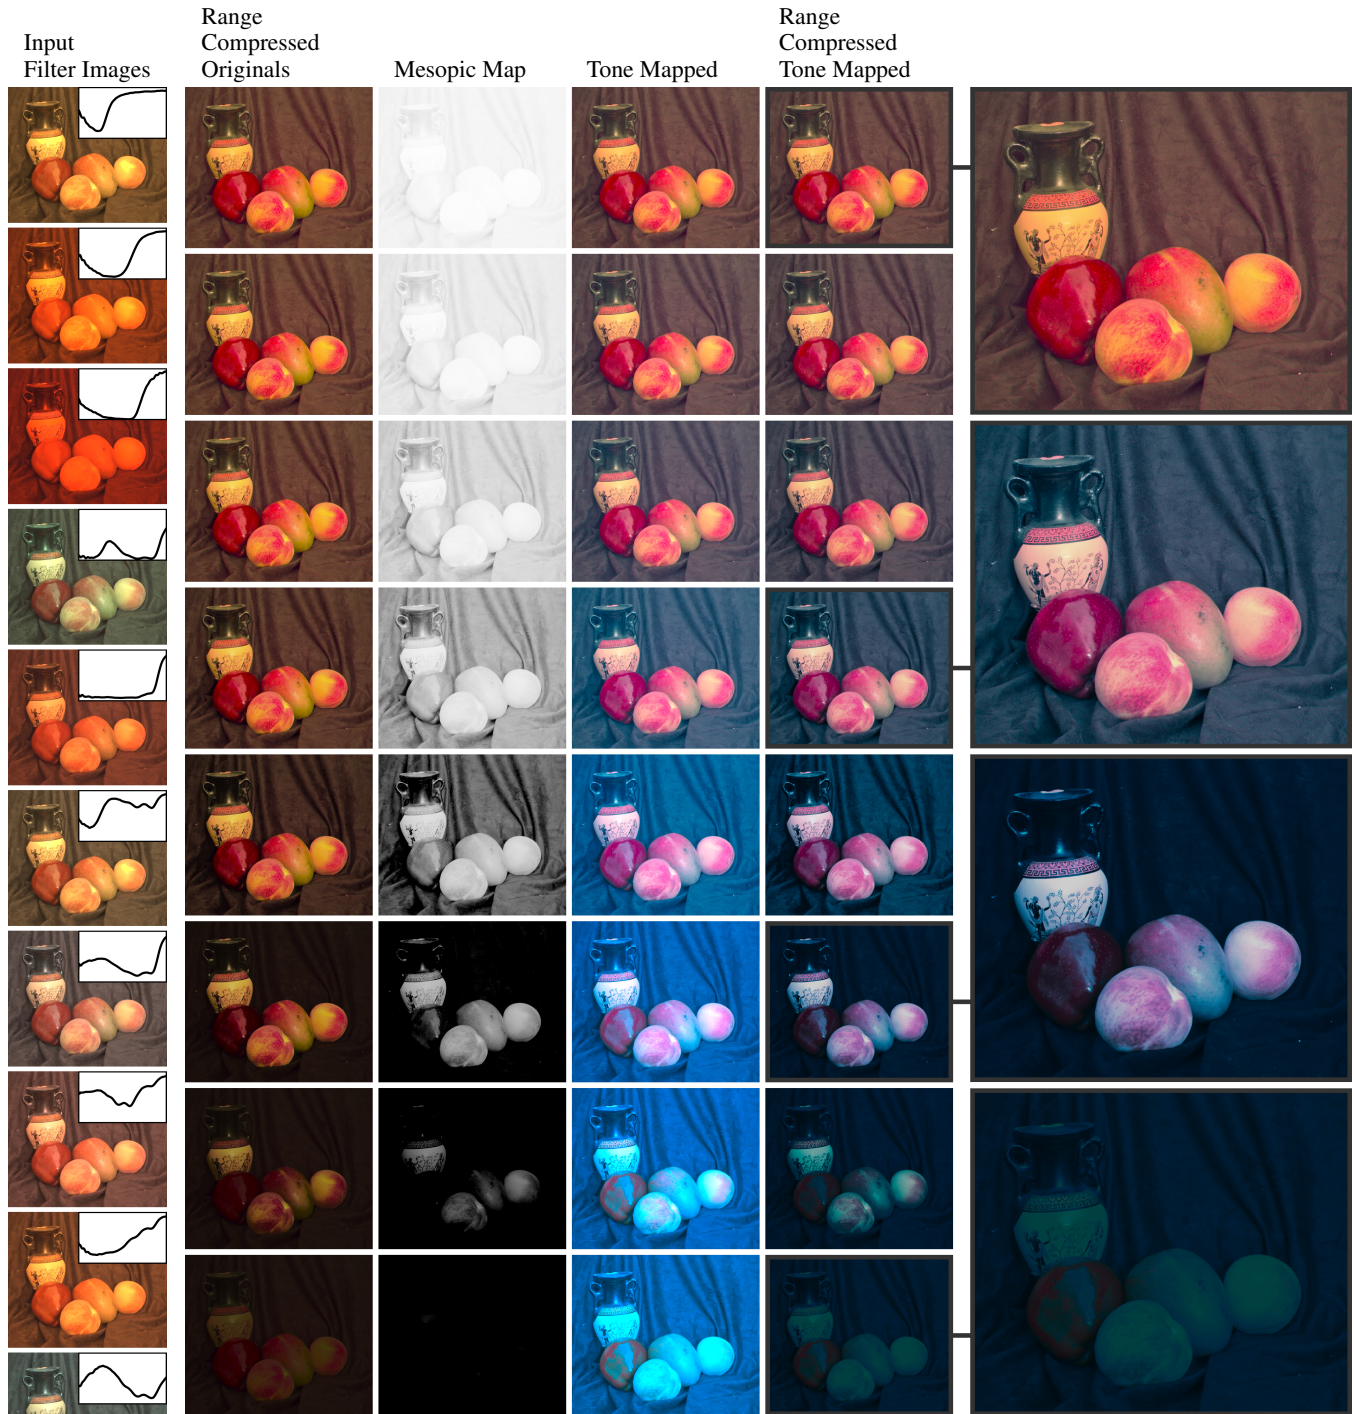 Input
Filter Images
Range
Compressed
Originals
Mesopic Map
Tone Mapped
Range
Compressed
Tone Mapped